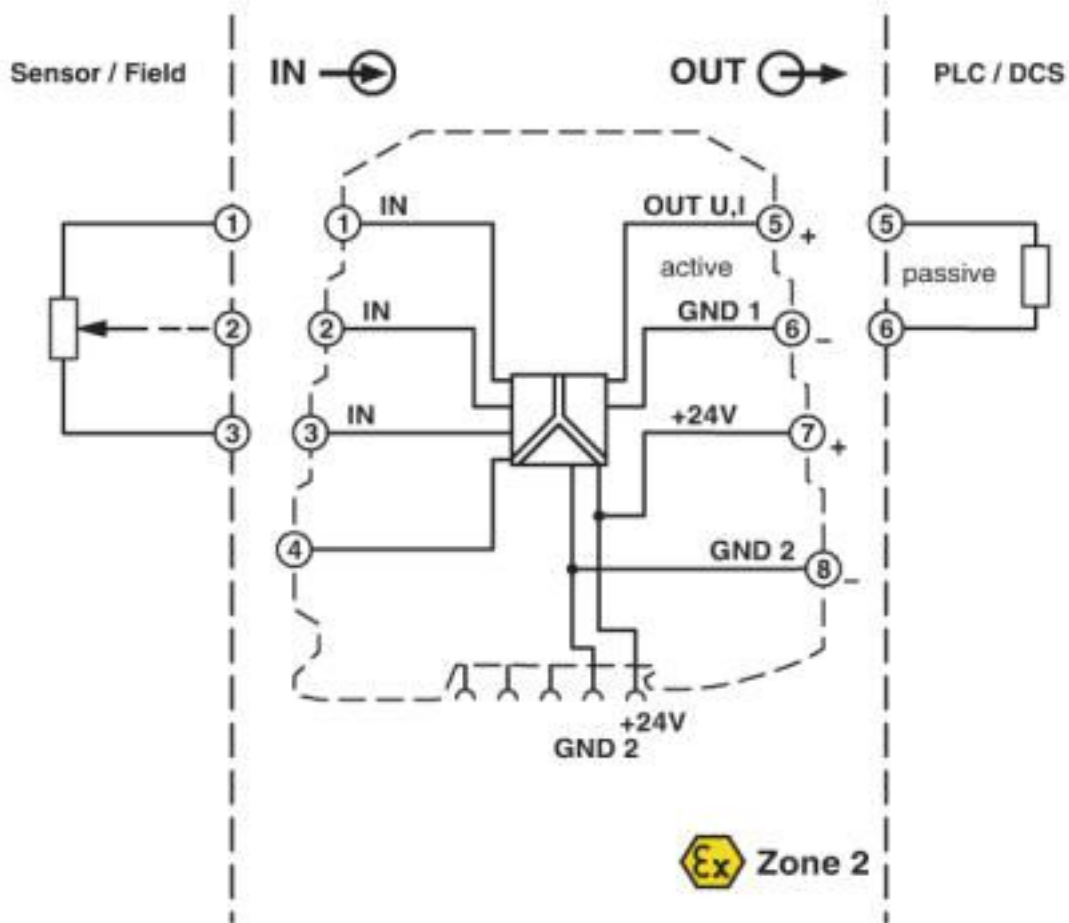 Sensor / Field
IN
OUT
PLC / DCS
1
1
IN
OUT U,I
5
+
5
active
passive
2
2
IN
GND 1
6
–
6
3
3
IN
+24V
7
+
4
GND 2
8
–
+24V
GND 2
Ex Zone 2